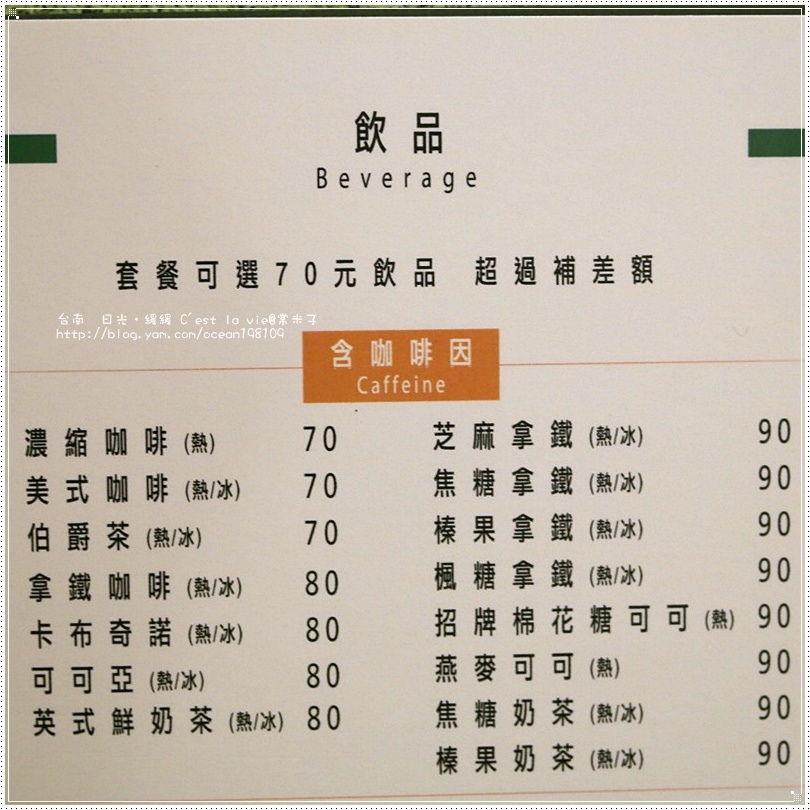 飲品
Beverage
套餐可選70元飲品 超過補差額
台南 日光‧緩緩 C'est la vie@棠米子
http://blog.yam.com/ocean198109
含咖啡因
Caffeine
濃縮咖啡 (熱) 70
美式咖啡 (熱/冰) 70
伯爵茶 (熱/冰) 70
拿鐵咖啡 (熱/冰) 80
卡布奇諾 (熱/冰) 80
可可亞 (熱/冰) 80
英式鮮奶茶 (熱/冰) 80
芝麻拿鐵 (熱/冰) 90
焦糖拿鐵 (熱/冰) 90
榛果拿鐵 (熱/冰) 90
楓糖拿鐵 (熱/冰) 90
招牌棉花糖可可 (熱) 90
燕麥可可 (熱) 90
焦糖奶茶 (熱/冰) 90
榛果奶茶 (熱/冰) 90